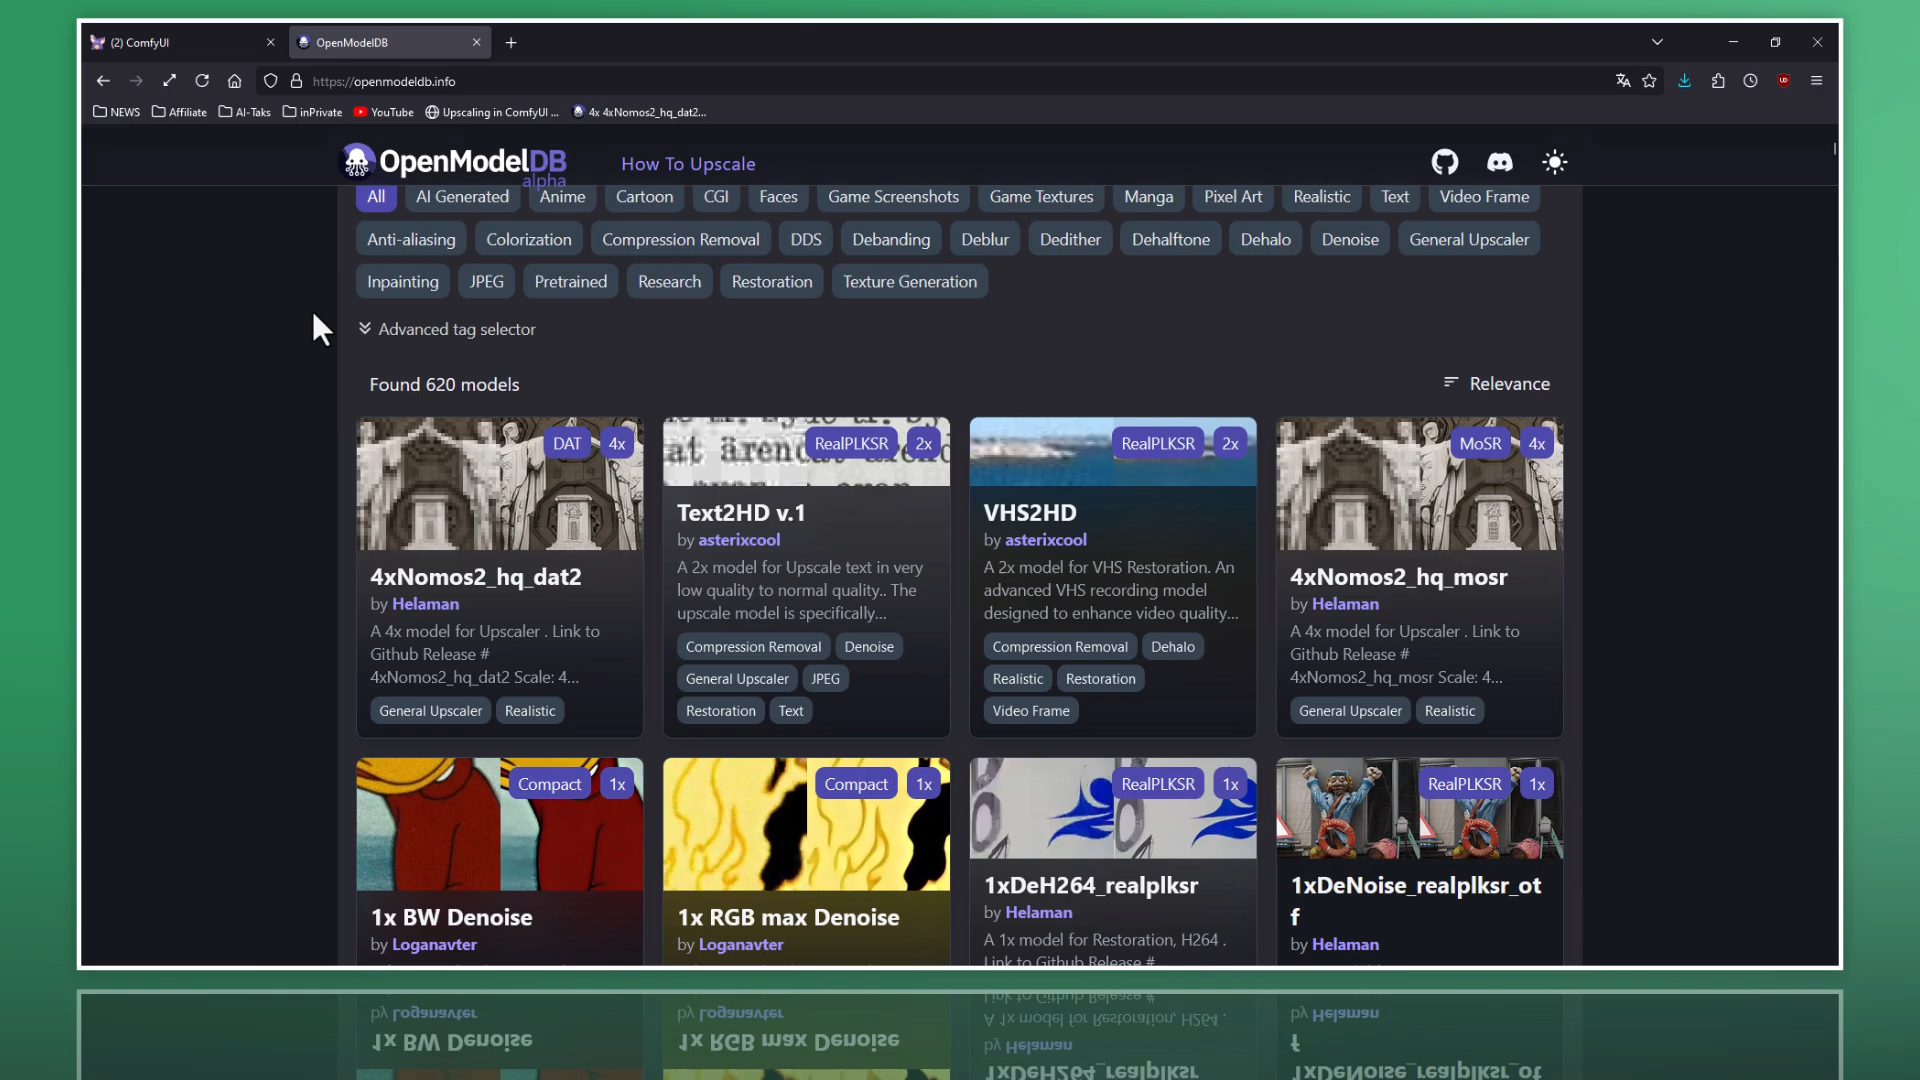 (2) ComfyUI
OpenModelDB
https://openmodeldb.info
NEWS Affiliate AI-Taks inPrivate YouTube Upscaling in ComfyUI ... 4x 4xNomos2_hq_dat2...
OpenModelDB
alpha
How To Upscale
All AI Generated Anime Cartoon CGI Faces Game Screenshots Game Textures Manga Pixel Art Realistic Text Video Frame
Anti-aliasing Colorization Compression Removal DDS Debanding Deblur Dedither Dehalftone Dehalo Denoise General Upscaler
Inpainting JPEG Pretrained Research Restoration Texture Generation
Advanced tag selector
Found 620 models
Relevance
DAT 4x
4xNomos2_hq_dat2
by Helaman
A 4x model for Upscaler . Link to
Github Release #
4xNomos2_hq_dat2 Scale: 4...
General Upscaler Realistic
at arenc
RealPLKSR 2x
Text2HD v.1
by asterixcool
A 2x model for Upscale text in very
low quality to normal quality.. The
upscale model is specifically...
Compression Removal Denoise
General Upscaler JPEG
Restoration Text
RealPLKSR 2x
VHS2HD
by asterixcool
A 2x model for VHS Restoration. An
advanced VHS recording model
designed to enhance video quality...
Compression Removal Dehalo
Realistic Restoration
Video Frame
MoSR 4x
4xNomos2_hq_mosr
by Helaman
A 4x model for Upscaler . Link to
Github Release #
4xNomos2_hq_mosr Scale: 4...
General Upscaler Realistic
Compact 1x
1x BW Denoise
by Loganavter
Compact 1x
1x RGB max Denoise
by Loganavter
RealPLKSR 1x
1xDeH264_realplksr
by Helaman
A 1x model for Restoration, H264 .
Link to Github Release #
RealPLKSR 1x
1xDeNoise_realplksr_ot
f
by Helaman